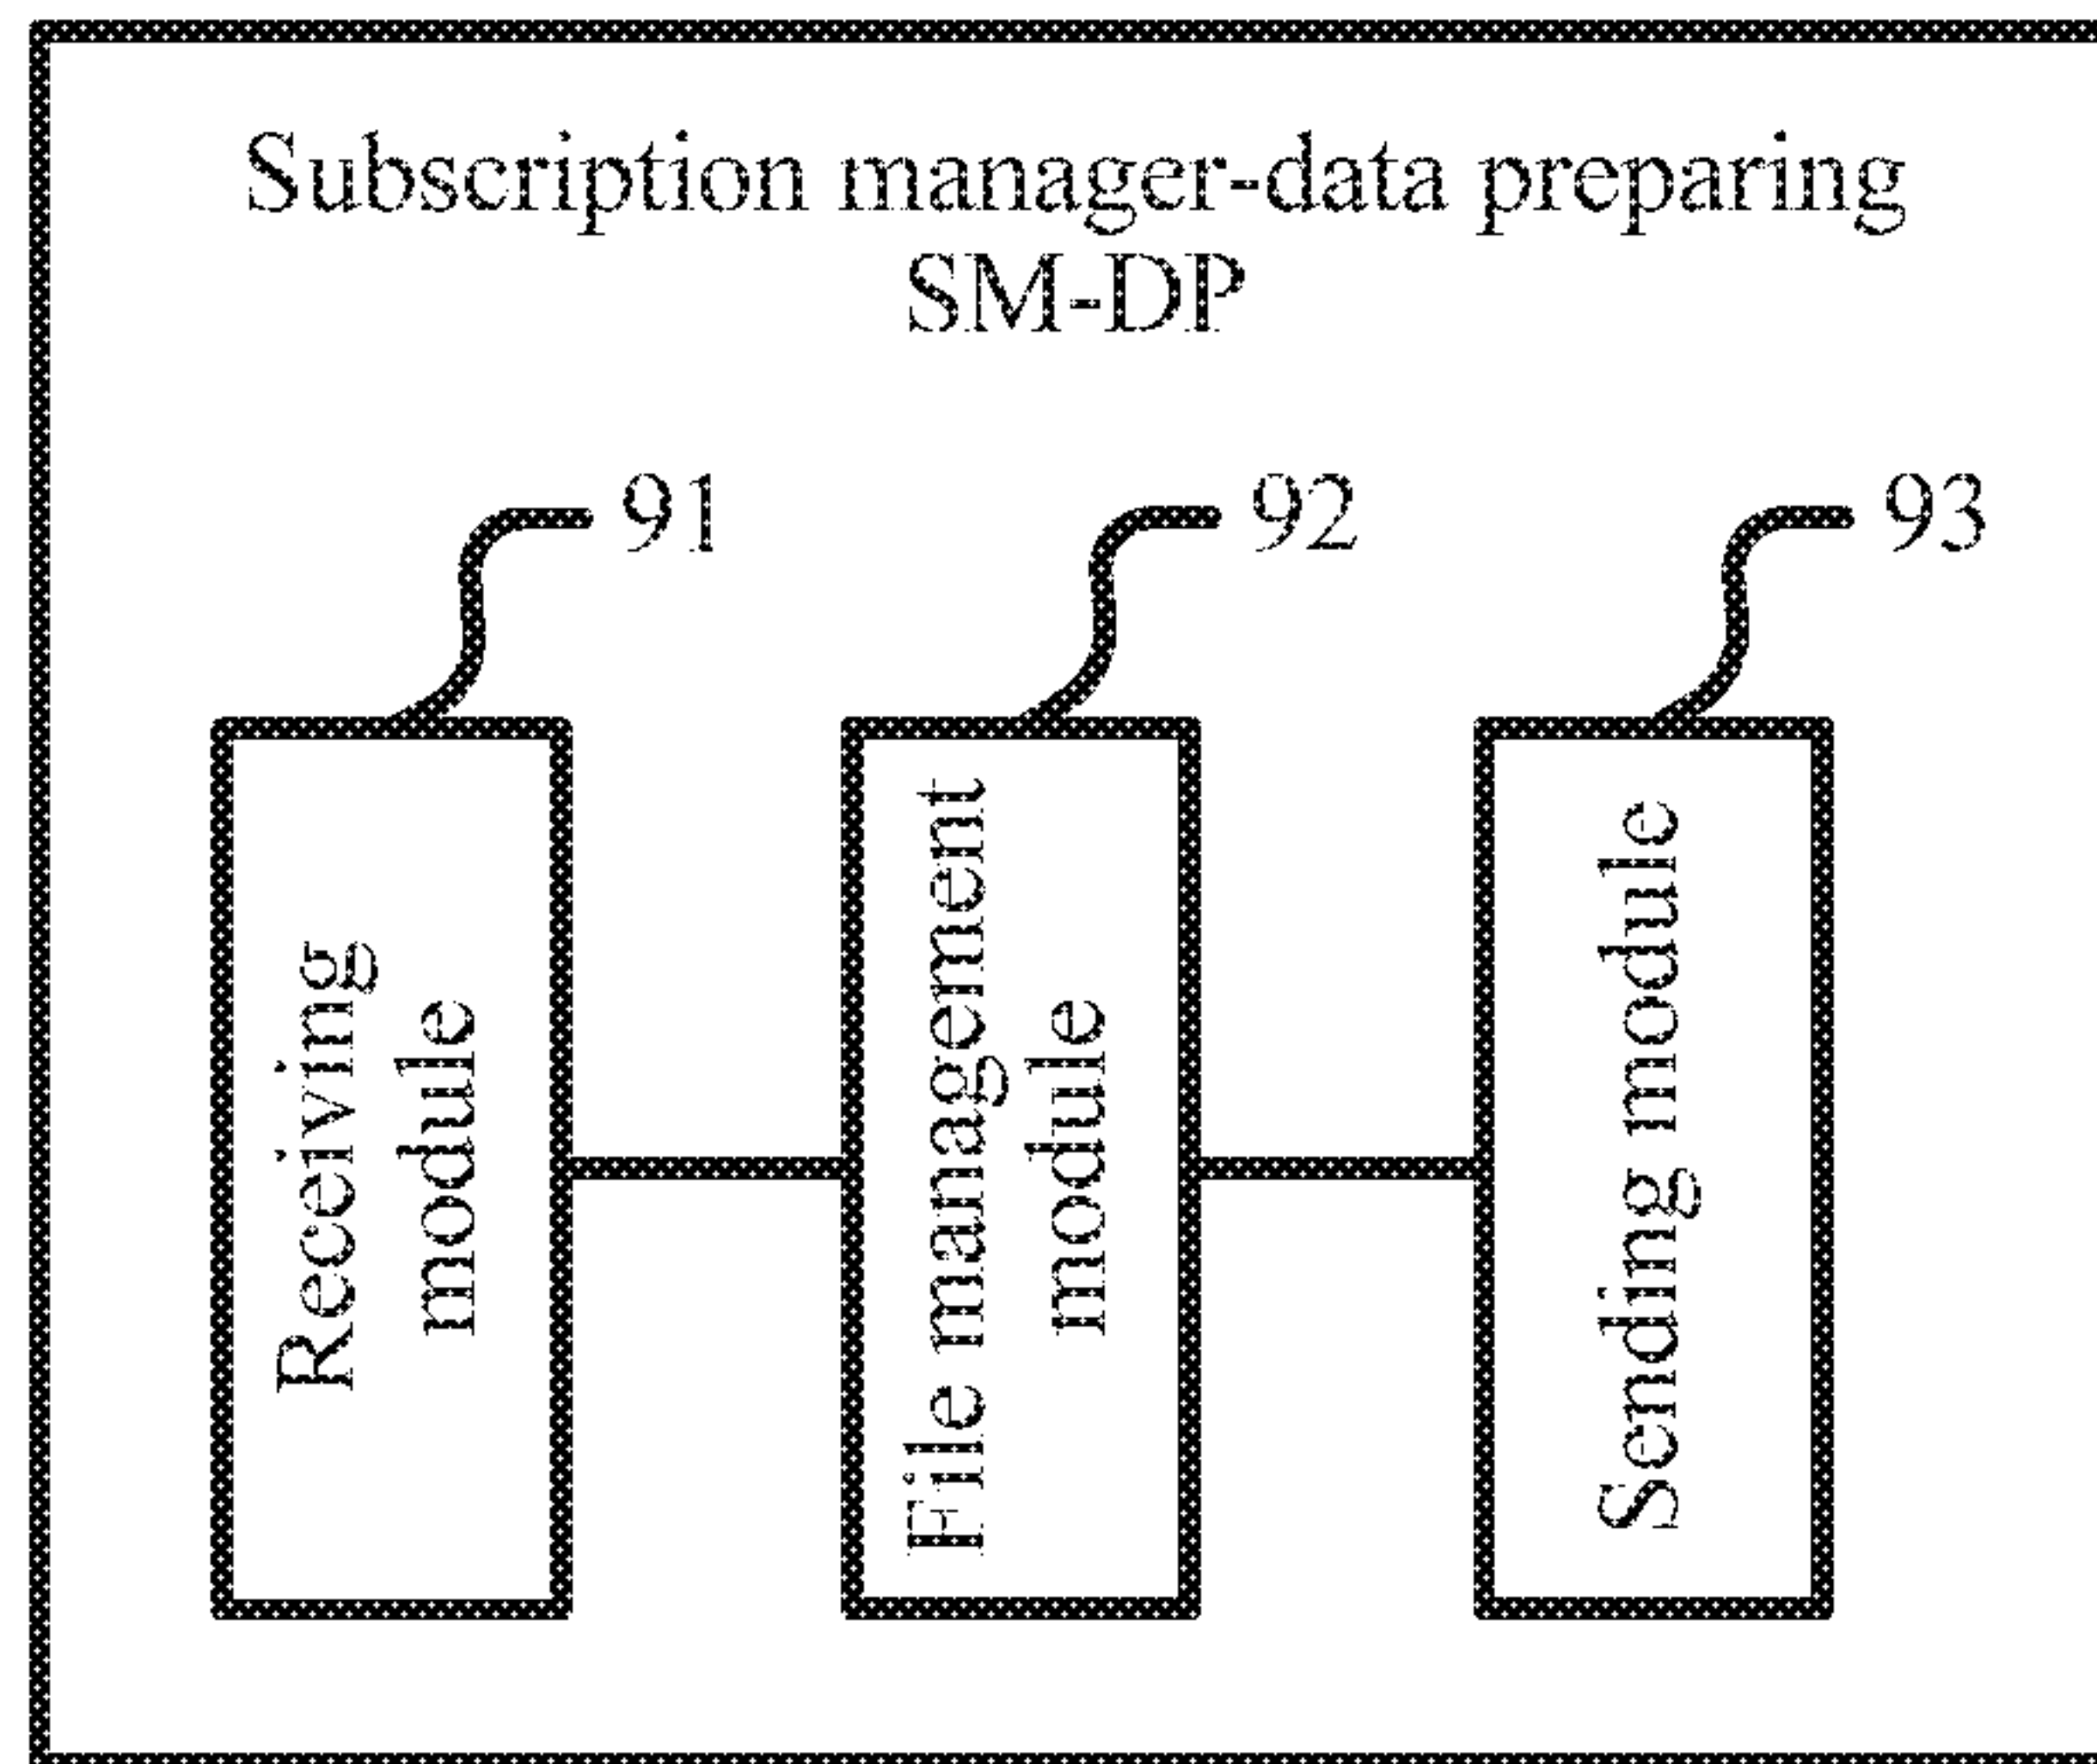 Subscription manager-data preparing
SM-DP
91
92
93
Receiving
module
File management
module
Sending module